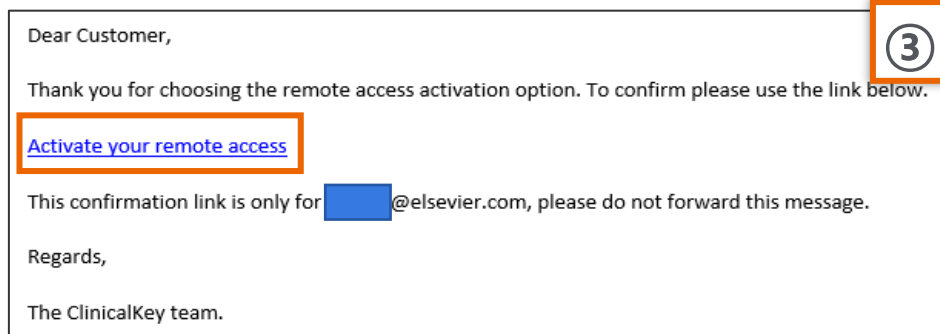 ③
Dear Customer,
Thank you for choosing the remote access activation option. To confirm please use the link below.
Activate your remote access
This confirmation link is only for @elsevier.com, please do not forward this message.
Regards,
The ClinicalKey team.